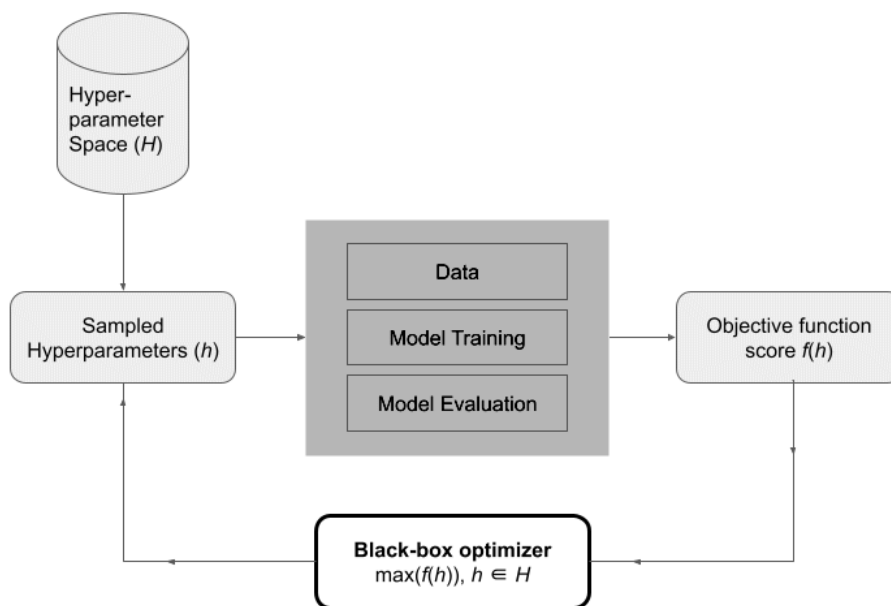 Hyper-
parameter
Space (H)
Sampled
Hyperparameters (h)
Data
Model Training
Model Evaluation
Objective function
score f(h)
Black-box optimizer
max(f(h)), h ∈ H